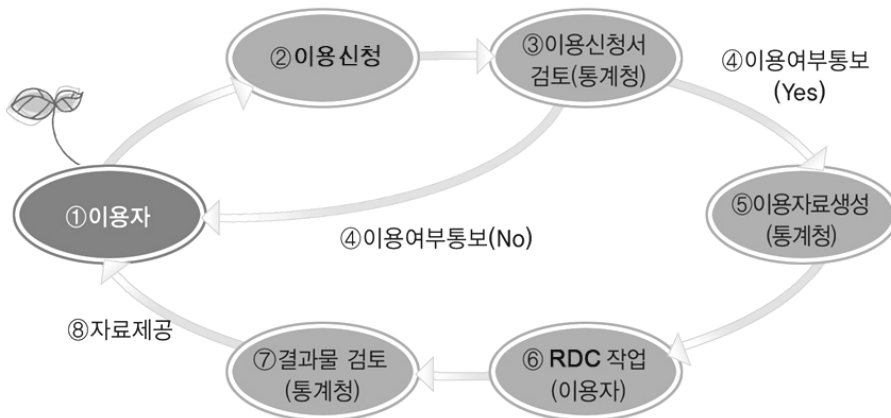 ①이용자
②이용신청
③이용신청서
검토(통계청)
④이용여부통보
(Yes)
④이용여부통보(No)
⑤이용자료생성
(통계청)
⑥ RDC 작업
(이용자)
⑦결과물 검토
(통계청)
⑧자료제공